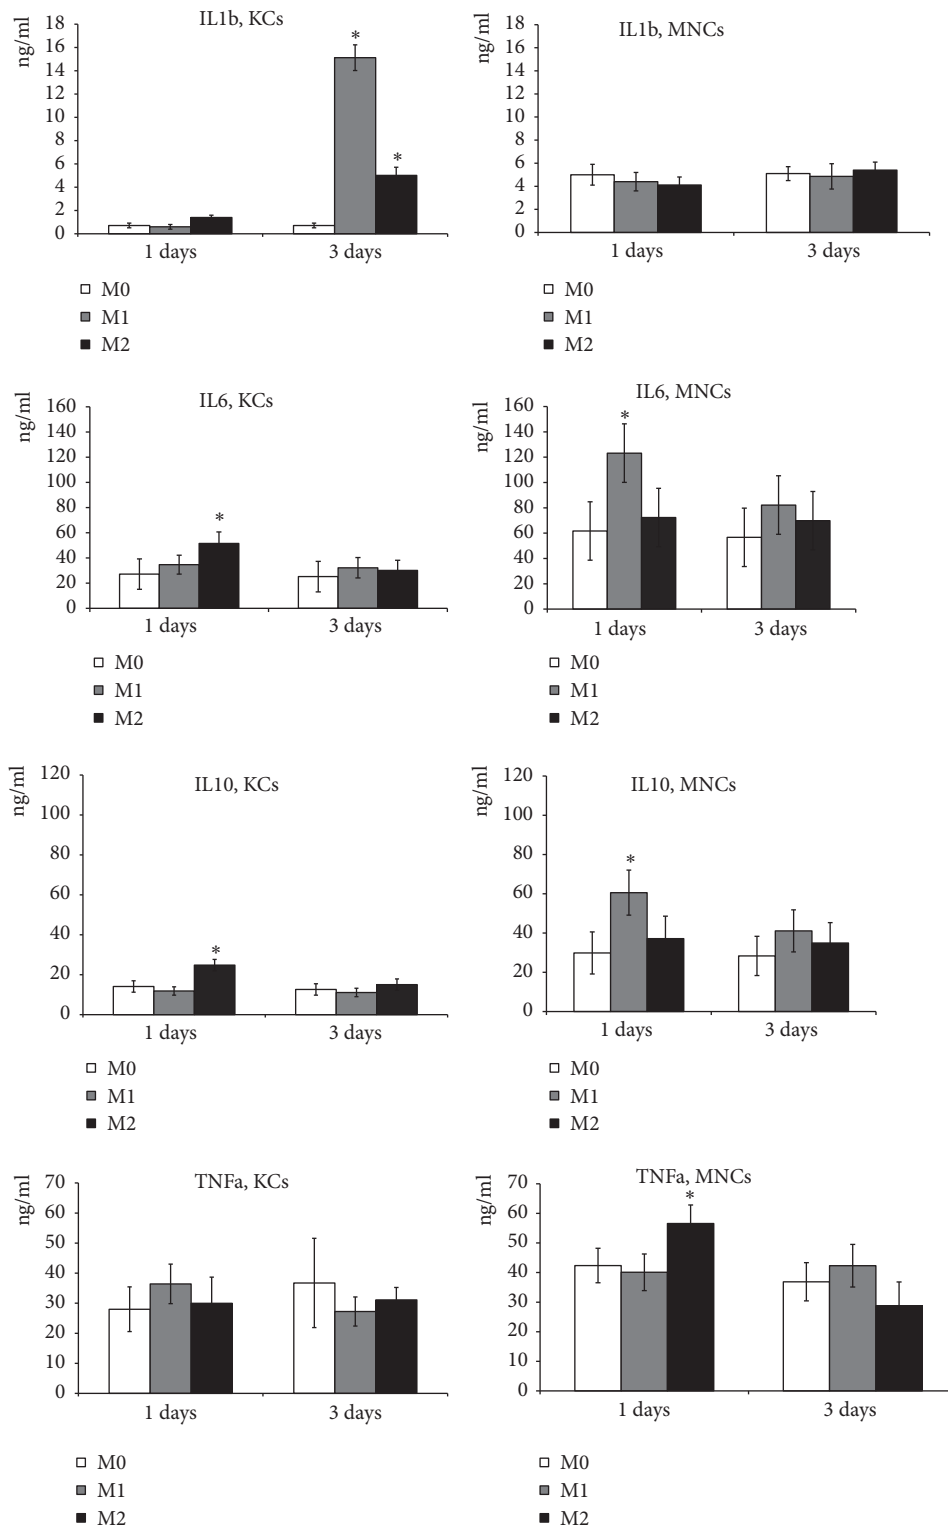 IL1b, KCs
ng/ml
18
16
14
12
10
8
6
4
2
0
*
*
1 days
3 days
M0
M1
M2
IL1b, MNCs
ng/ml
18
16
14
12
10
8
6
4
2
0
1 days
3 days
M0
M1
M2
IL6, KCs
ng/ml
160
140
120
100
80
60
40
20
0
*
1 days
3 days
M0
M1
M2
IL6, MNCs
ng/ml
160
140
120
100
80
60
40
20
0
*
1 days
3 days
M0
M1
M2
IL10, KCs
ng/ml
120
100
80
60
40
20
0
*
1 days
3 days
M0
M1
M2
IL10, MNCs
ng/ml
120
100
80
60
40
20
0
*
1 days
3 days
M0
M1
M2
TNFa, KCs
ng/ml
70
60
50
40
30
20
10
0
1 days
3 days
M0
M1
M2
TNFa, MNCs
ng/ml
70
60
50
40
30
20
10
0
*
1 days
3 days
M0
M1
M2